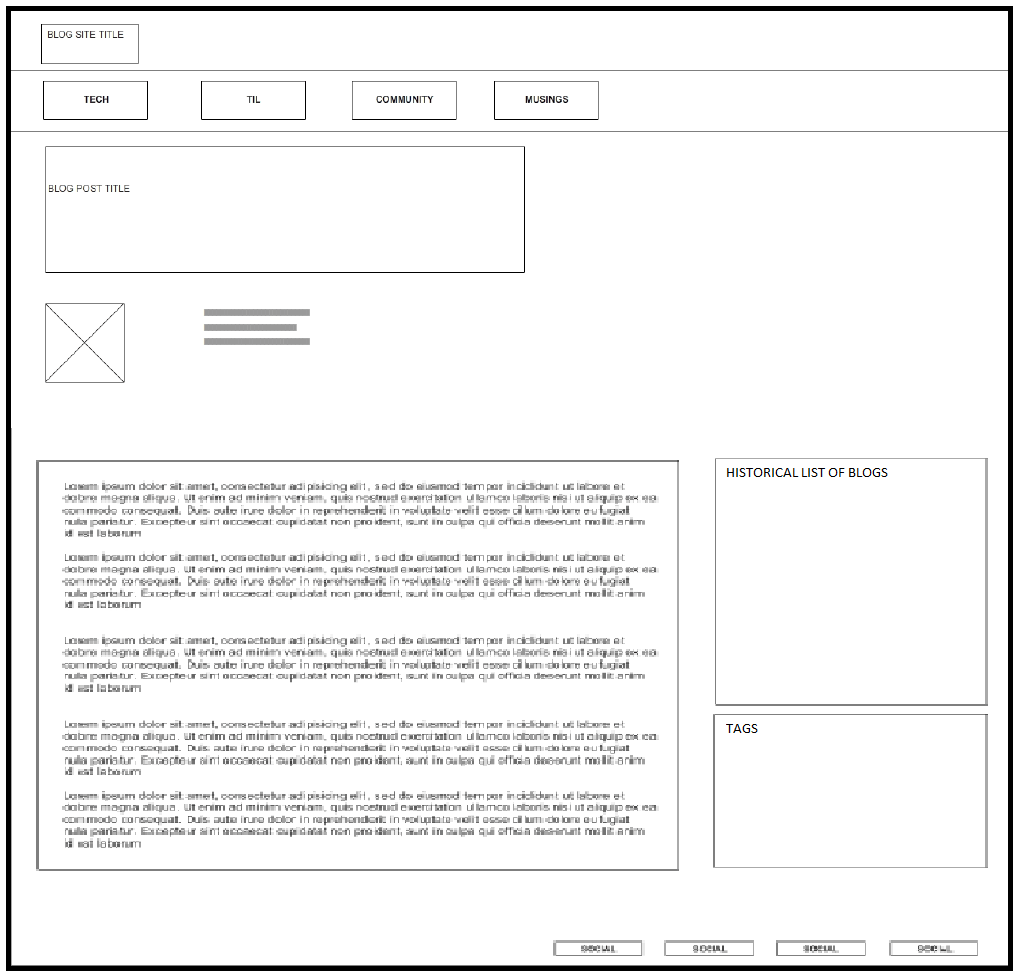 BLOG SITE TITLE
TECH
TIL
COMMUNITY
MUSINGS
BLOG POST TITLE
Lorem ipsum dolor sit amet, consectetur adipisicing elit, sed do eiusmod tempor incididunt ut labore et
dolore magna aliqua. Ut enim ad minim veniam, quis nostrud exercitation ullamco laboris nisi ut aliquip ex ea
commodo consequat. Duis aute irure dolor in reprehenderit in voluptate velit esse cillum dolore eu fugiat
nulla pariatur. Excepteur sint occaecat cupidatat non proident, sunt in culpa qui officia deserunt mollit anim
id est laborum
Lorem ipsum dolor sit amet, consectetur adipisicing elit, sed do eiusmod tempor incididunt ut labore et
dolore magna aliqua. Ut enim ad minim veniam, quis nostrud exercitation ullamco laboris nisi ut aliquip ex ea
commodo consequat. Duis aute irure dolor in reprehenderit in voluptate velit esse cillum dolore eu fugiat
nulla pariatur. Excepteur sint occaecat cupidatat non proident, sunt in culpa qui officia deserunt mollit anim
id est laborum
Lorem ipsum dolor sit amet, consectetur adipisicing elit, sed do eiusmod tempor incididunt ut labore et
dolore magna aliqua. Ut enim ad minim veniam, quis nostrud exercitation ullamco laboris nisi ut aliquip ex ea
commodo consequat. Duis aute irure dolor in reprehenderit in voluptate velit esse cillum dolore eu fugiat
nulla pariatur. Excepteur sint occaecat cupidatat non proident, sunt in culpa qui officia deserunt mollit anim
id est laborum
Lorem ipsum dolor sit amet, consectetur adipisicing elit, sed do eiusmod tempor incididunt ut labore et
dolore magna aliqua. Ut enim ad minim veniam, quis nostrud exercitation ullamco laboris nisi ut aliquip ex ea
commodo consequat. Duis aute irure dolor in reprehenderit in voluptate velit esse cillum dolore eu fugiat
nulla pariatur. Excepteur sint occaecat cupidatat non proident, sunt in culpa qui officia deserunt mollit anim
id est laborum
Lorem ipsum dolor sit amet, consectetur adipisicing elit, sed do eiusmod tempor incididunt ut labore et
dolore magna aliqua. Ut enim ad minim veniam, quis nostrud exercitation ullamco laboris nisi ut aliquip ex ea
commodo consequat. Duis aute irure dolor in reprehenderit in voluptate velit esse cillum dolore eu fugiat
nulla pariatur. Excepteur sint occaecat cupidatat non proident, sunt in culpa qui officia deserunt mollit anim
id est laborum
HISTORICAL LIST OF BLOGS
TAGS
SOCIAL
SOCIAL
SOCIAL
SOCIAL